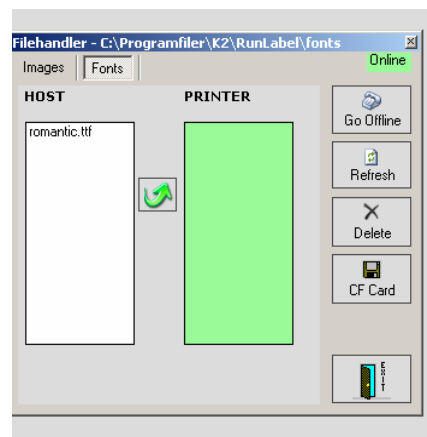 Filehandler - C:\Programfiler\K2\RunLabel\fonts
Online
Images Fonts
HOST PRINTER
romantic.ttf
Go Offline
Refresh
Delete
CF Card
EXIT